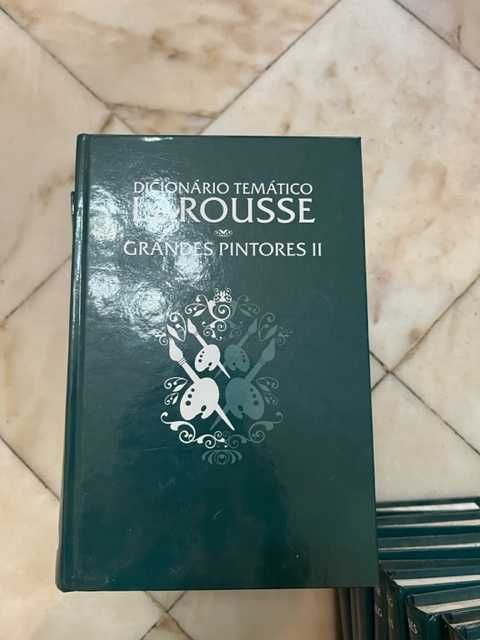 DICIONÁRIO TEMÁTICO
LAROUSSE
GRANDES PINTORES II